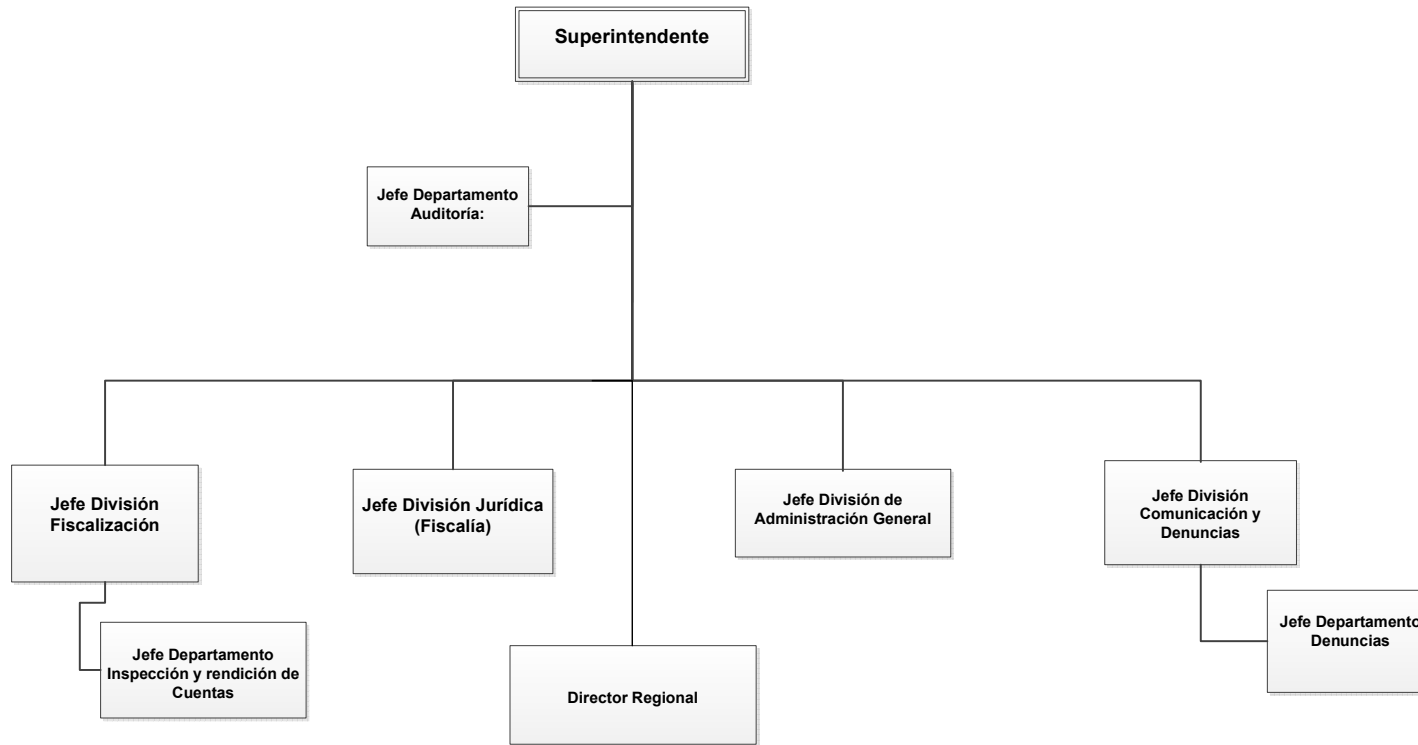 Superintendente
Jefe Departamento
Auditoría:
Jefe División
Fiscalización
Jefe División Jurídica
(Fiscalía)
Jefe División de
Administración General
Jefe División
Comunicación y
Denuncias
Jefe Departamento
Inspección y rendición de
Cuentas
Director Regional
Jefe Departamento
Denuncias